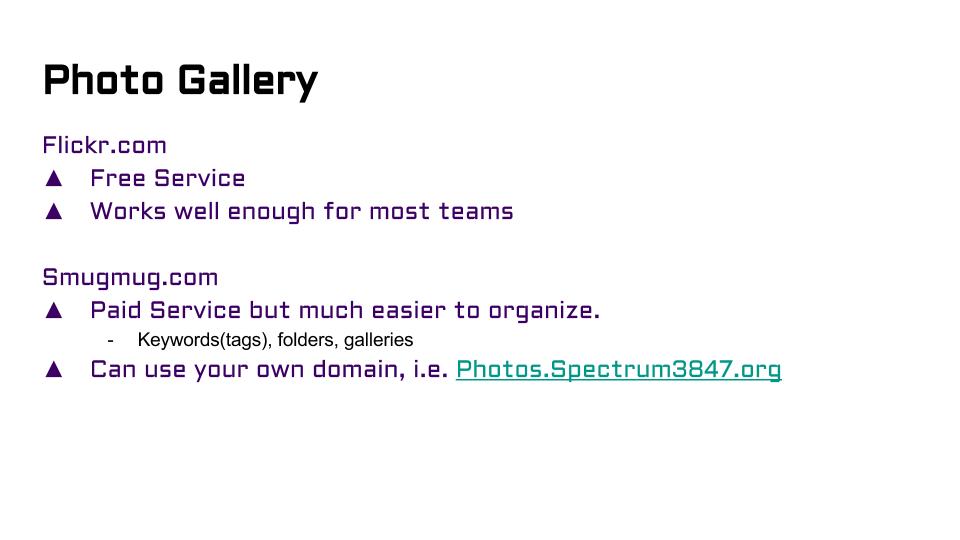 Photo Gallery
Flickr.com
▲ Free Service
▲ Works well enough for most teams
Smugmug.com
▲ Paid Service but much easier to organize.
- Keywords(tags), folders, galleries
▲ Can use your own domain, i.e. Photos.Spectrum3847.org